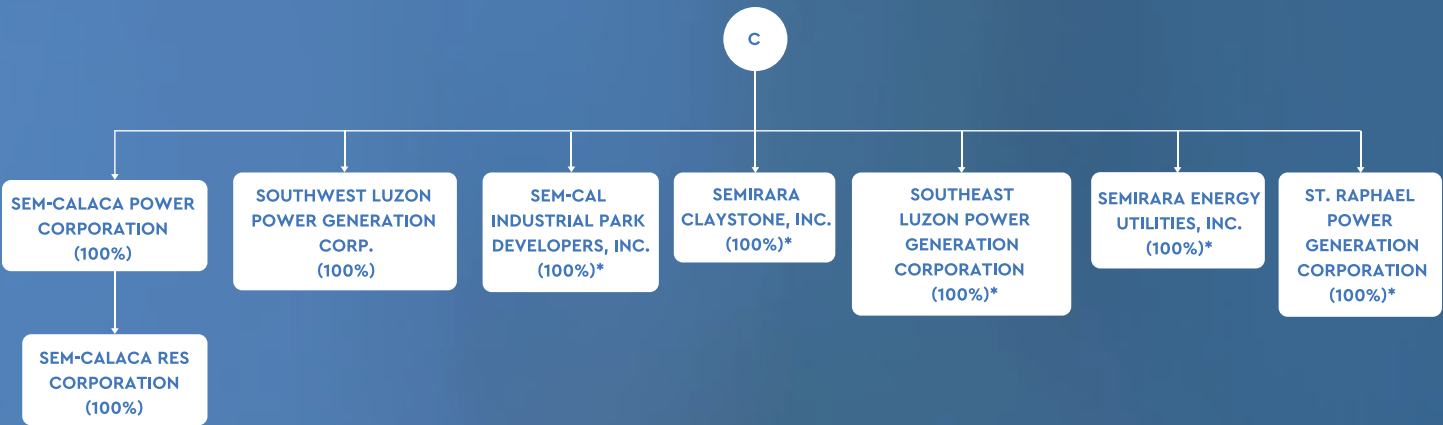 C
SEM-CALACA POWER
CORPORATION
(100%)
SOUTHWEST LUZON
POWER GENERATION
CORP.
(100%)
SEM-CAL
INDUSTRIAL PARK
DEVELOPERS, INC.
(100%)*
SEMIRARA
CLAYSTONE, INC.
(100%)*
SOUTHEAST
LUZON POWER
GENERATION
CORPORATION
(100%)*
SEMIRARA ENERGY
UTILITIES, INC.
(100%)*
ST. RAPHAEL
POWER
GENERATION
CORPORATION
(100%)*
SEM-CALACA RES
CORPORATION
(100%)